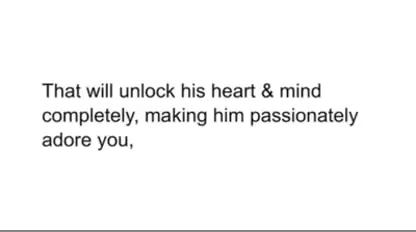 That will unlock his heart & mind
completely, making him passionately
adore you,